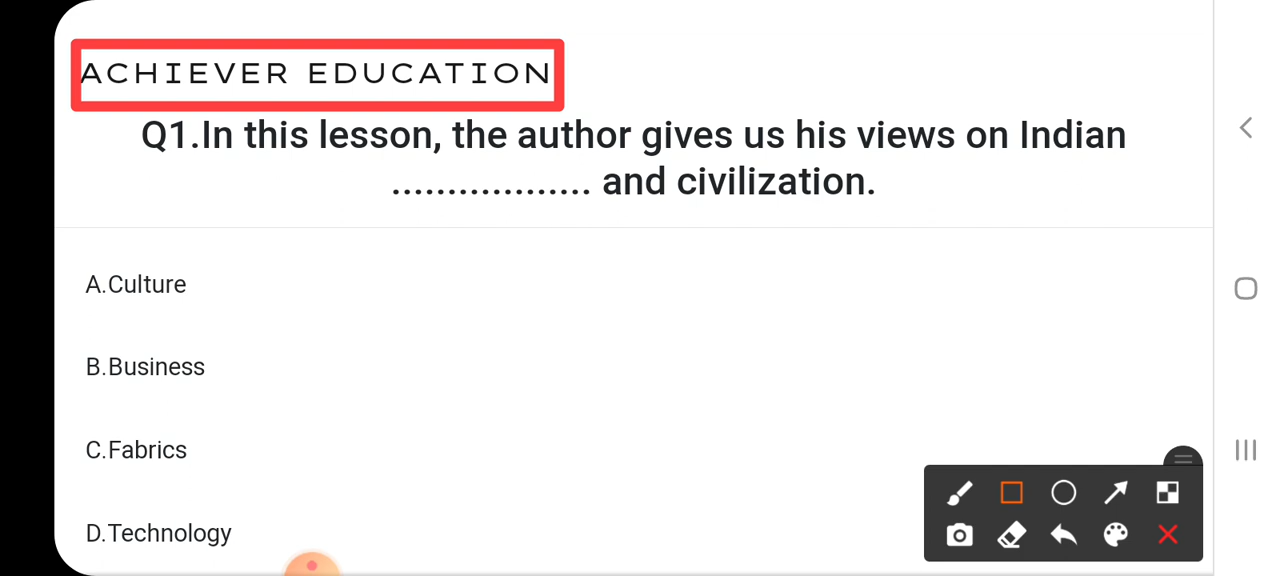 ACHIEVER EDUCATION
Q1.In this lesson, the author gives us his views on Indian
.................. and civilization.
A.Culture
B.Business
C.Fabrics
D.Technology